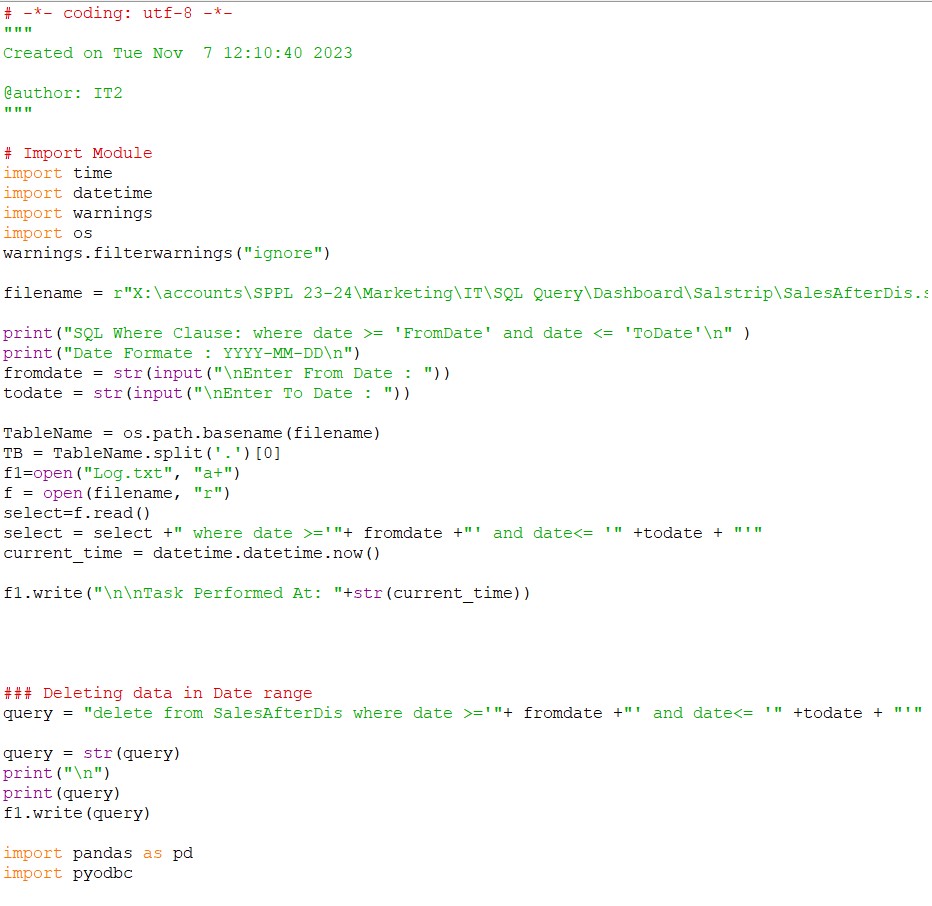 # -*- coding: utf-8 -*-
"""
Created on Tue Nov  7 12:10:40 2023
@author: IT2
"""
# Import Module
import time
import datetime
import warnings
import os
warnings.filterwarnings("ignore")
filename = r"X:\accounts\SPPL 23-24\Marketing\IT\SQL Query\Dashboard\Salstrip\SalesAfterDis.s
print("SQL Where Clause: where date >= 'FromDate' and date <= 'ToDate'\n" )
print("Date Formate : YYYY-MM-DD\n")
fromdate = str(input("\nEnter From Date : "))
todate = str(input("\nEnter To Date : "))
TableName = os.path.basename(filename)
TB = TableName.split('.')[0]
f1=open("Log.txt", "a+")
f = open(filename, "r")
select=f.read()
select = select +" where date >='"+ fromdate +"' and date<= '" +todate + "'"
current_time = datetime.datetime.now()
f1.write("\n\nTask Performed At: "+str(current_time))
### Deleting data in Date range
query = "delete from SalesAfterDis where date >='"+ fromdate +"' and date<= '" +todate + "'"
query = str(query)
print("\n")
print(query)
f1.write(query)
import pandas as pd
import pyodbc